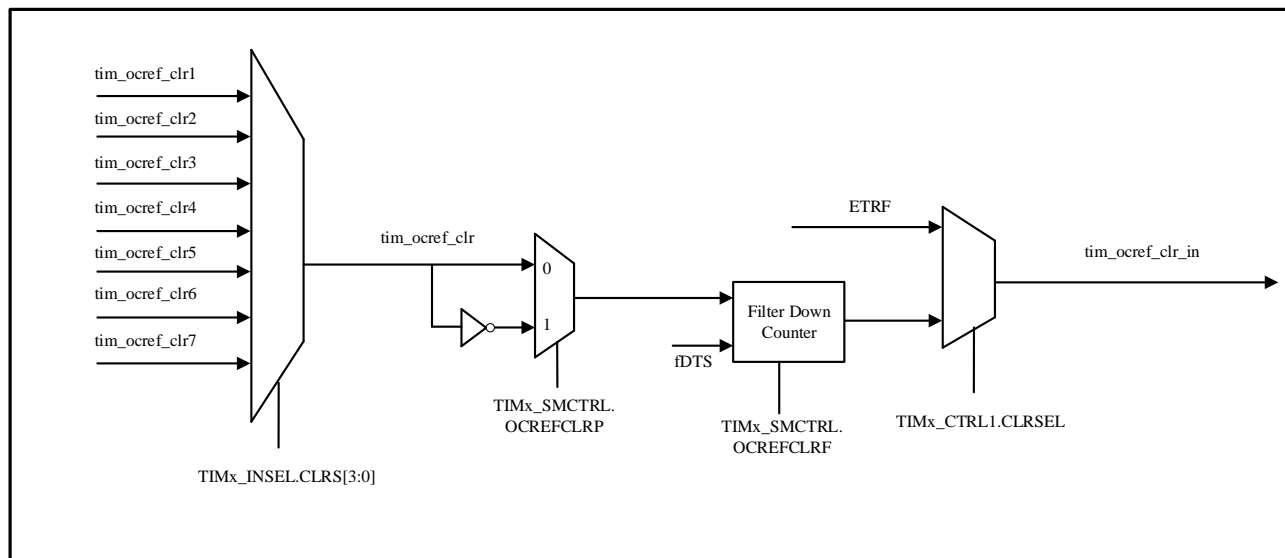 tim_ocref_clr1
tim_ocref_clr2
tim_ocref_clr3
tim_ocref_clr4
tim_ocref_clr5
tim_ocref_clr6
tim_ocref_clr7
TIMx_INSEL.CLRS[3:0]
tim_ocref_clr
0
1
TIMx_SMCTRL.
OCREFCLRP
fDTS
Filter Down
Counter
TIMx_SMCTRL.
OCREFCLRF
ETRF
TIMx_CTRL1.CLRSEL
tim_ocref_clr_in